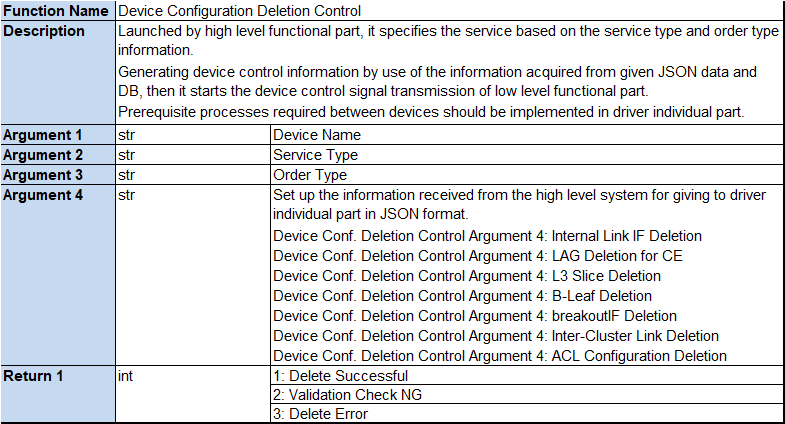 Function Name Device Configuration Deletion Control
Description Launched by high level functional part, it specifies the service based on the service type and order type
information.
Generating device control information by use of the information acquired from given JSON data and
DB, then it starts the device control signal transmission of low level functional part.
Prerequisite processes required between devices should be implemented in driver individual part.
Argument 1 str Device Name
Argument 2 str Service Type
Argument 3 str Order Type
Argument 4 str Set up the information received from the high level system for giving to driver
individual part in JSON format.
Device Conf. Deletion Control Argument 4: Internal Link IF Deletion
Device Conf. Deletion Control Argument 4: LAG Deletion for CE
Device Conf. Deletion Control Argument 4: L3 Slice Deletion
Device Conf. Deletion Control Argument 4: B-Leaf Deletion
Device Conf. Deletion Control Argument 4: breakoutIF Deletion
Device Conf. Deletion Control Argument 4: Inter-Cluster Link Deletion
Device Conf. Deletion Control Argument 4: ACL Configuration Deletion
Return 1 int 1: Delete Successful
2: Validation Check NG
3: Delete Error